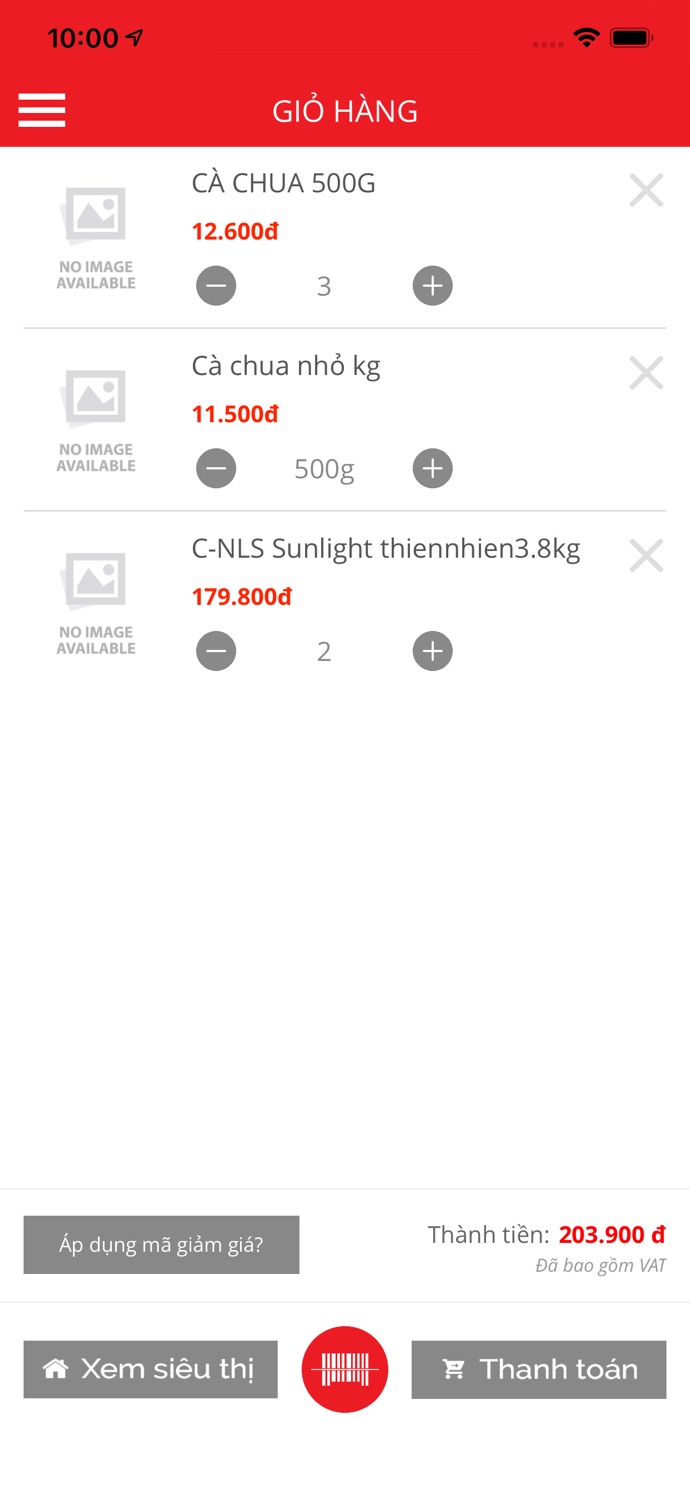 10:00
GIỎ HÀNG
CÀ CHUA 500G
12.600đ
NO IMAGE
AVAILABLE
3
Cà chua nhỏ kg
11.500đ
NO IMAGE
AVAILABLE
500g
C-NLS Sunlight thiennhien3.8kg
179.800đ
NO IMAGE
AVAILABLE
2
Áp dụng mã giảm giá?
Thành tiền: 203.900 đ
Đã bao gồm VAT
Xem siêu thị
Thanh toán